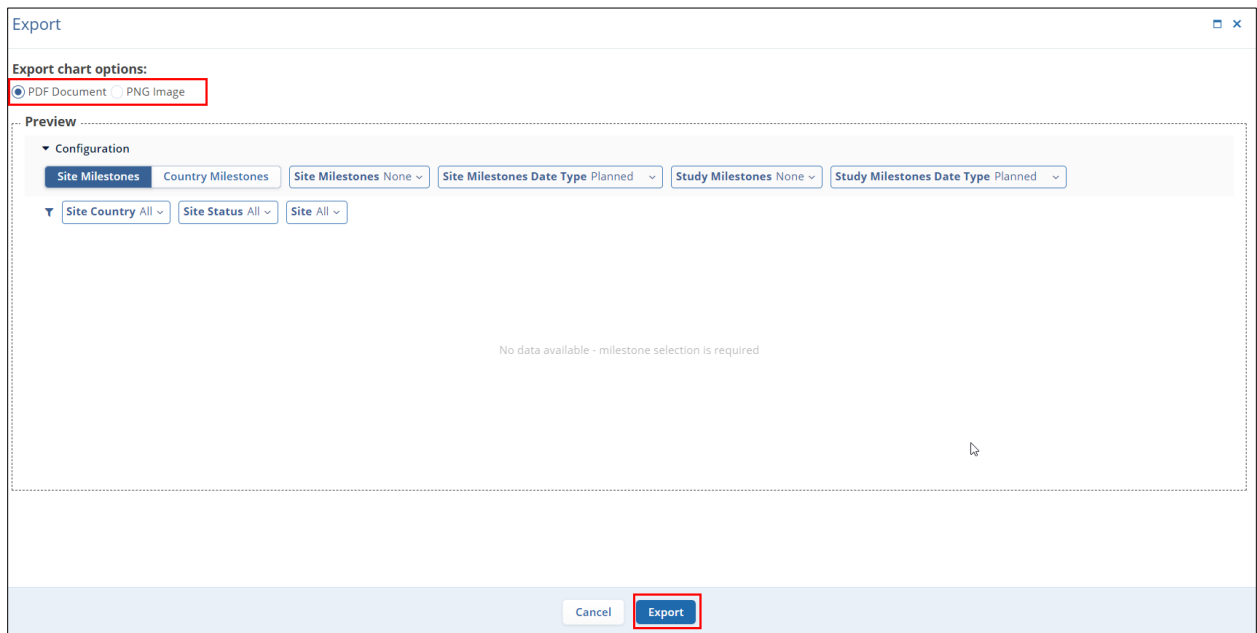 Export
Export chart options:
PDF Document PNG Image
Preview
Configuration
Site Milestones Country Milestones Site Milestones None Site Milestones Date Type Planned Study Milestones None Study Milestones Date Type Planned
Site Country All Site Status All Site All
No data available - milestone selection is required
Cancel Export